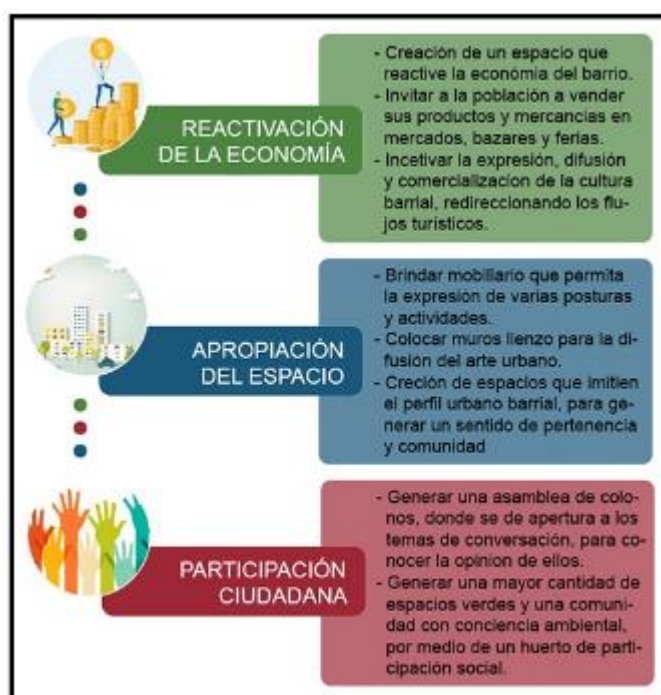 REACTIVACIÓN
DE LA ECONOMÍA
- Creación de un espacio que
reactive la económia del barrio.
- Invitar a la población a vender
sus productos y mercancias en
mercados, bazares y ferias.
- Incetivar la expresión, difusión
y comercializacion de la cultura
barrial, redireccionando los flu-
jos turísticos.
APROPIACIÓN
DEL ESPACIO
- Brindar mobiliario que permita
la expresión de varias posturas
y actividades.
- Colocar muros lienzo para la di-
fusión del arte urbano.
- Creción de espacios que imitien
el perfil urbano barrial, para ge-
nerar un sentido de pertenencia
y comunidad
PARTICIPACIÓN
CIUDADANA
- Generar una asamblea de colo-
nos, donde se de apertura a los
temas de conversación, para co-
nocer la opinion de ellos.
- Generar una mayor cantidad de
espacios verdes y una comuni-
dad con conciencia ambiental,
por medio de un huerto de parti-
cipación social.